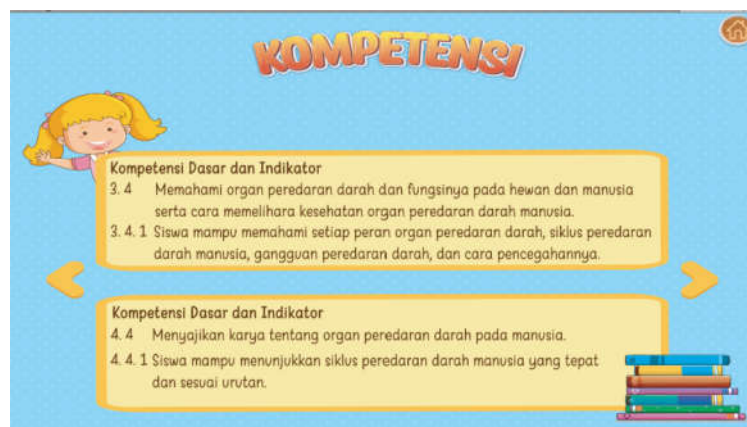 KOMPETENSI
Kompetensi Dasar dan Indikator
3. 4 Memahami organ peredaran darah dan fungsinya pada hewan dan manusia
serta cara memelihara kesehatan organ peredaran darah manusia.
3. 4. 1 Siswa mampu memahami setiap peran organ peredaran darah, siklus peredaran
darah manusia, gangguan peredaran darah, dan cara pencegahannya.
Kompetensi Dasar dan Indikator
4. 4 Menyajikan karya tentang organ peredaran darah pada manusia.
4. 4. 1 Siswa mampu menunjukkan siklus peredaran darah manusia yang tepat
dan sesuai urutan.